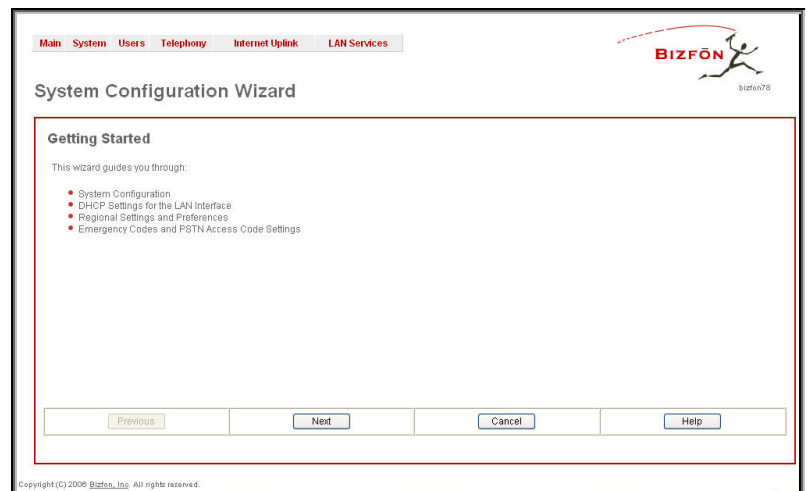 Main System Users Telephony Internet Uplink LAN Services
BIZFŌN
bizfon78
System Configuration Wizard
Getting Started
This wizard guides you through:
System Configuration
DHCP Settings for the LAN Interface
Regional Settings and Preferences
Emergency Codes and PSTN Access Code Settings
Previous Next Cancel Help
Copyright (C) 2006 Bizfon, Inc. All rights reserved.